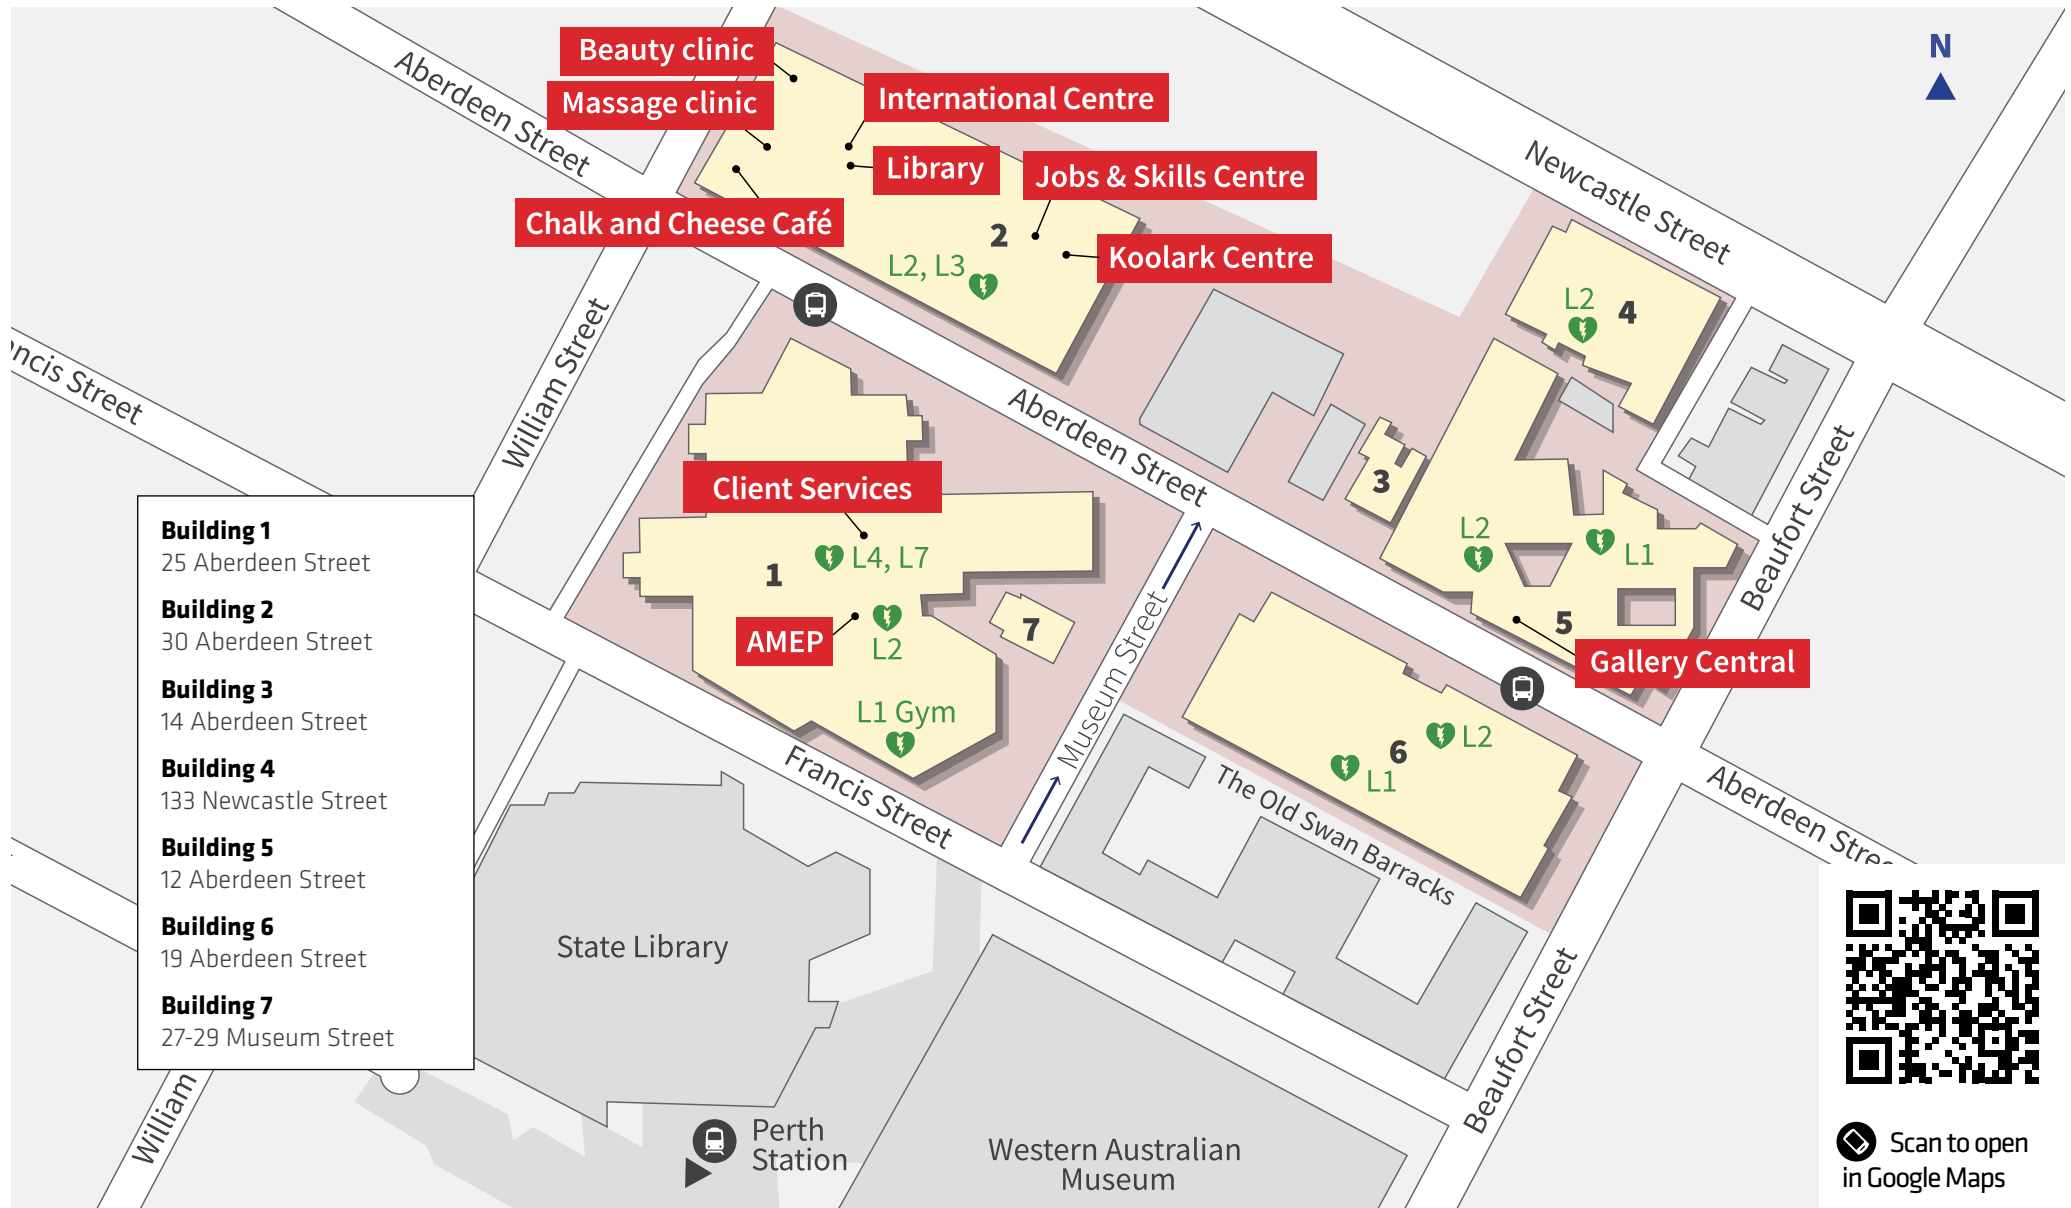 Beauty clinic
Massage clinic
International Centre
Library
Jobs & Skills Centre
Chalk and Cheese Café
Koolark Centre
2
L2, L3
N
Aberdeen Street
Newcastle Street
William Street
ncis Street
L2
4
Aberdeen Street
3
Beaufort Street
Client Services
L4, L7
1
AMEP
L2
7
L1 Gym
Museum Street
L2
L1
5
Gallery Central
6
L2
L1
The Old Swan Barracks
Francis Street
Aberdeen Stree
Beaufort Street
William
Building 1
25 Aberdeen Street
Building 2
30 Aberdeen Street
Building 3
14 Aberdeen Street
Building 4
133 Newcastle Street
Building 5
12 Aberdeen Street
Building 6
19 Aberdeen Street
Building 7
27-29 Museum Street
State Library
Perth
Station
Western Australian
Museum
Scan to open
in Google Maps